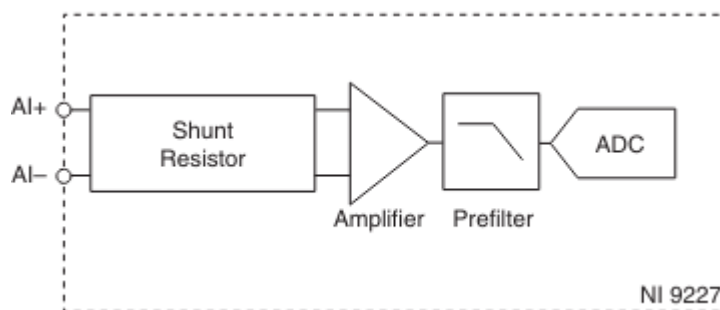 AI+
AI–
Shunt
Resistor
Amplifier
Prefilter
ADC
NI 9227